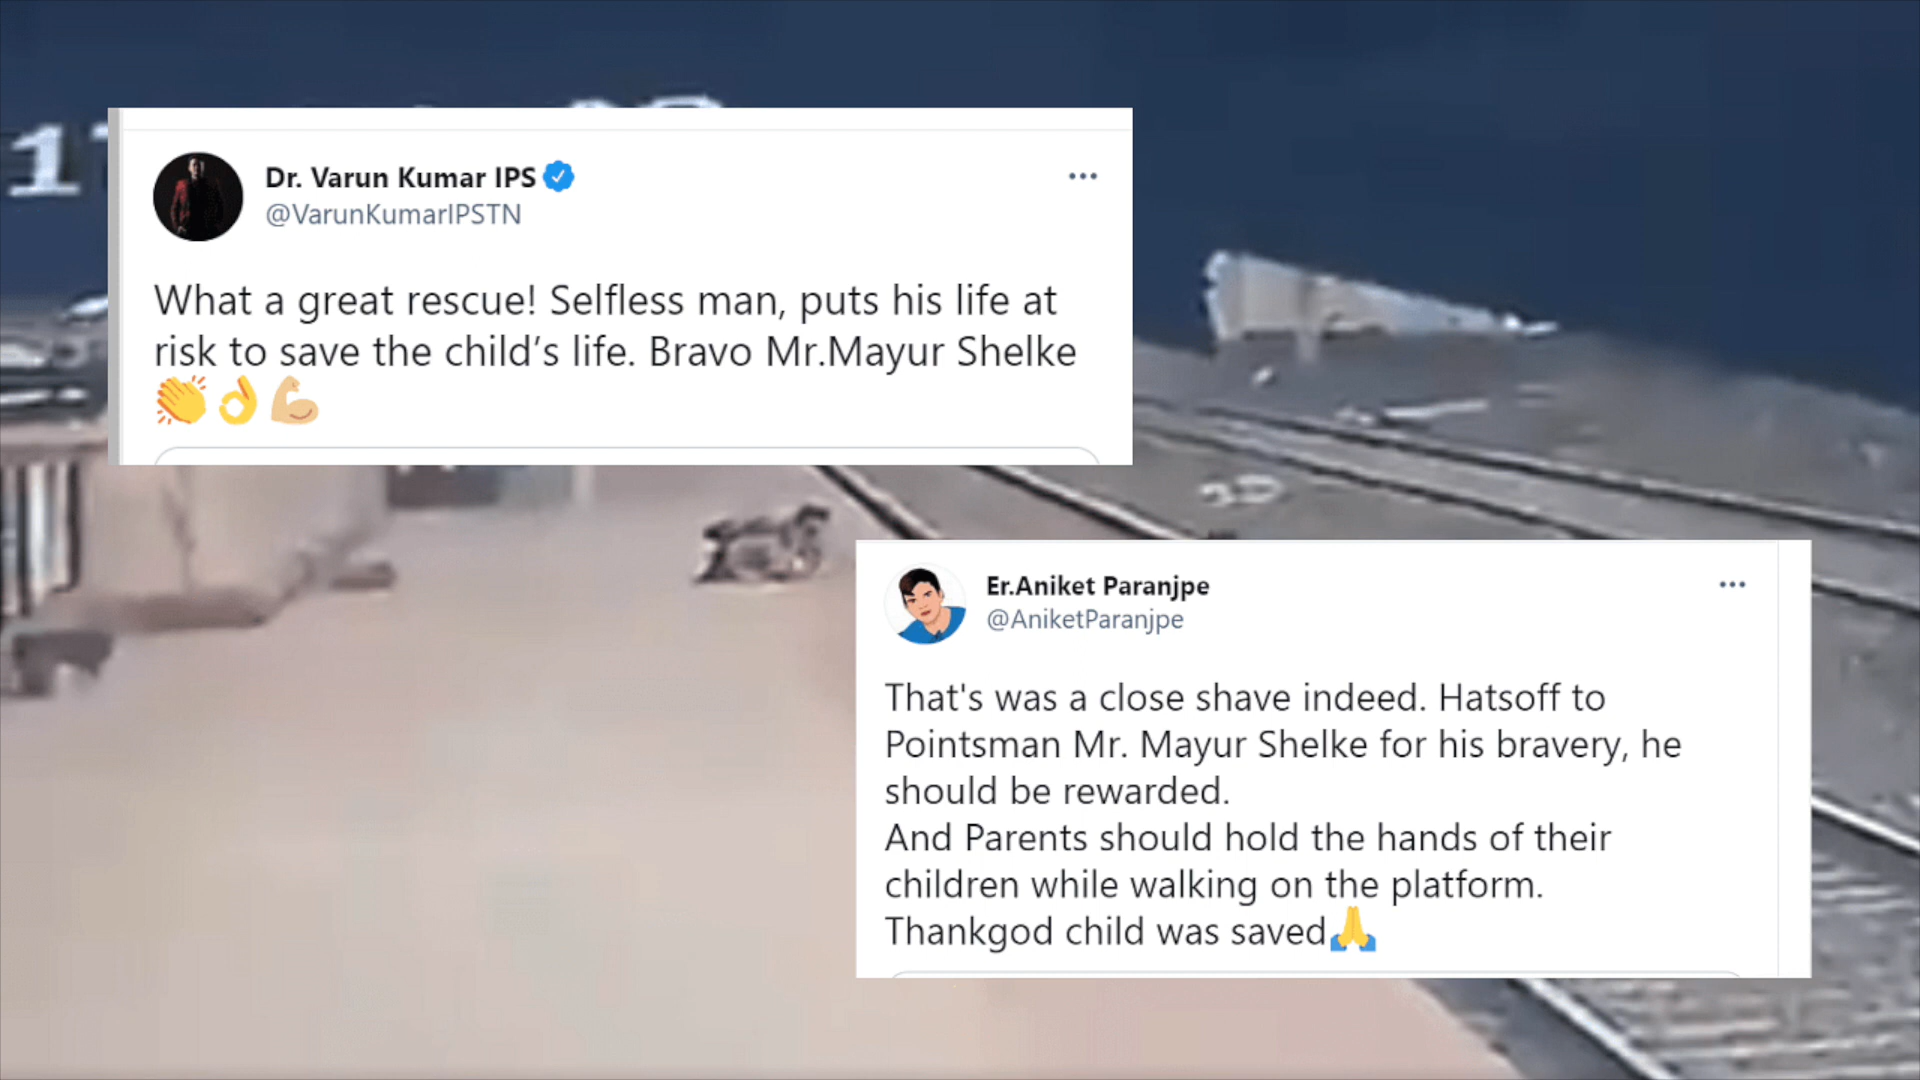 Dr. Varun Kumar IPS
@VarunKumarIPSTN
What a great rescue! Selfless man, puts his life at
risk to save the child’s life. Bravo Mr.Mayur Shelke
👏👌💪
Er.Aniket Paranjpe
@AniketParanjpe
That's was a close shave indeed. Hatsoff to
Pointsman Mr. Mayur Shelke for his bravery, he
should be rewarded.
And Parents should hold the hands of their
children while walking on the platform.
Thankgod child was saved🙏